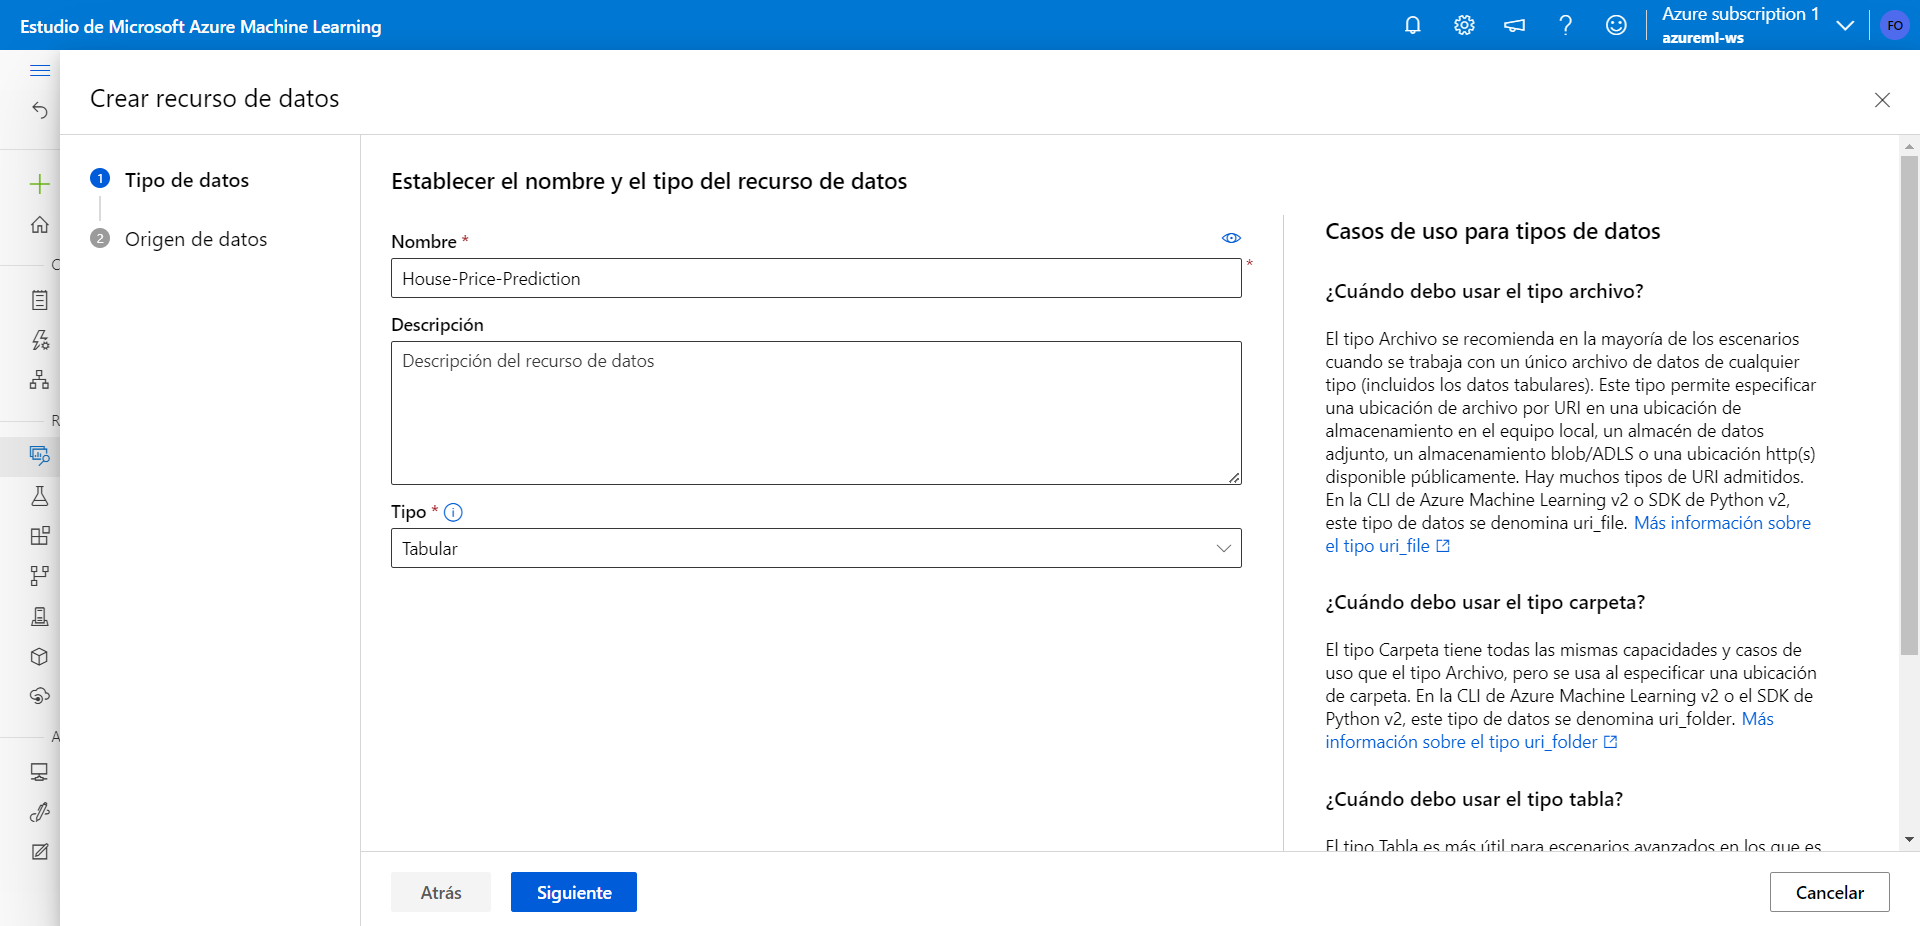 Estudio de Microsoft Azure Machine Learning
Azure subscription 1
azureml-ws
FO
Crear recurso de datos
1 Tipo de datos
2 Origen de datos
Establecer el nombre y el tipo del recurso de datos
Nombre *
House-Price-Prediction
*
Descripción
Descripción del recurso de datos
Tipo *
Tabular
Casos de uso para tipos de datos
¿Cuándo debo usar el tipo archivo?
El tipo Archivo se recomienda en la mayoría de los escenarios
cuando se trabaja con un único archivo de datos de cualquier
tipo (incluidos los datos tabulares). Este tipo permite especificar
una ubicación de archivo por URI en una ubicación de
almacenamiento en el equipo local, un almacén de datos
adjunto, un almacenamiento blob/ADLS o una ubicación http(s)
disponible públicamente. Hay muchos tipos de URI admitidos.
En la CLI de Azure Machine Learning v2 o SDK de Python v2,
este tipo de datos se denomina uri_file. Más información sobre
el tipo uri_file
¿Cuándo debo usar el tipo carpeta?
El tipo Carpeta tiene todas las mismas capacidades y casos de
uso que el tipo Archivo, pero se usa al especificar una ubicación
de carpeta. En la CLI de Azure Machine Learning v2 o el SDK de
Python v2, este tipo de datos se denomina uri_folder. Más
información sobre el tipo uri_folder
¿Cuándo debo usar el tipo tabla?
El tipo Tabla es más útil para escenarios avanzados en los que es
Atrás
Siguiente
Cancelar